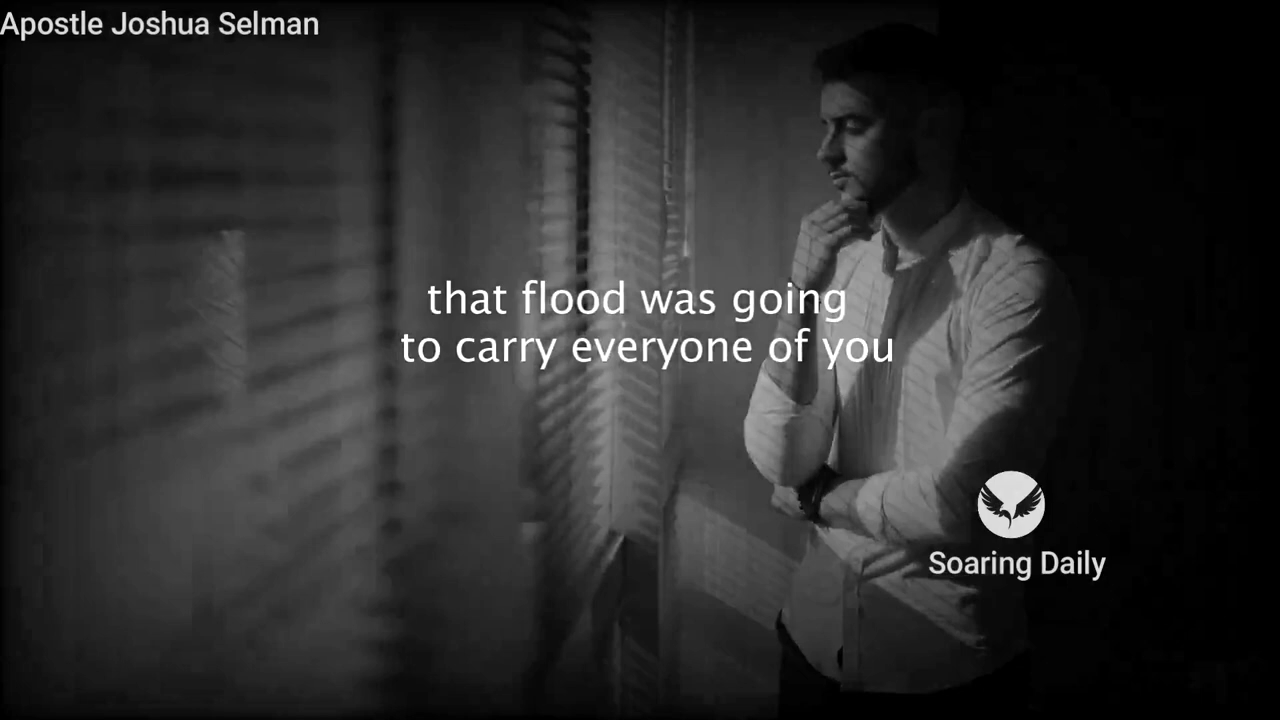 Apostle Joshua Selman
that flood was going
to carry everyone of you
Soaring Daily